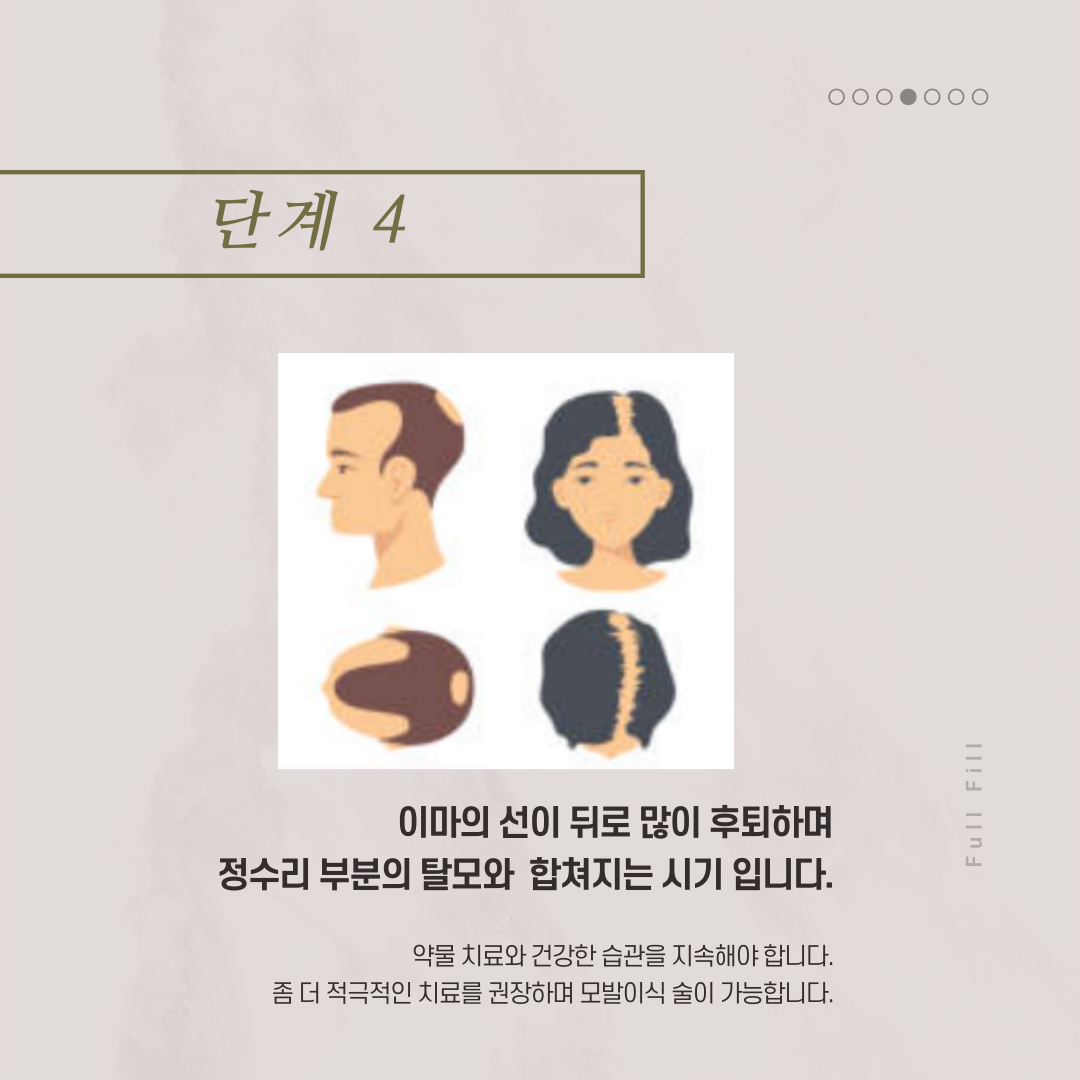 단계 4
이마의 선이 뒤로 많이 후퇴하며
정수리 부분의 탈모와 합쳐지는 시기 입니다.
약물 치료와 건강한 습관을 지속해야 합니다.
좀 더 적극적인 치료를 권장하며 모발이식 술이 가능합니다.
Full Fill